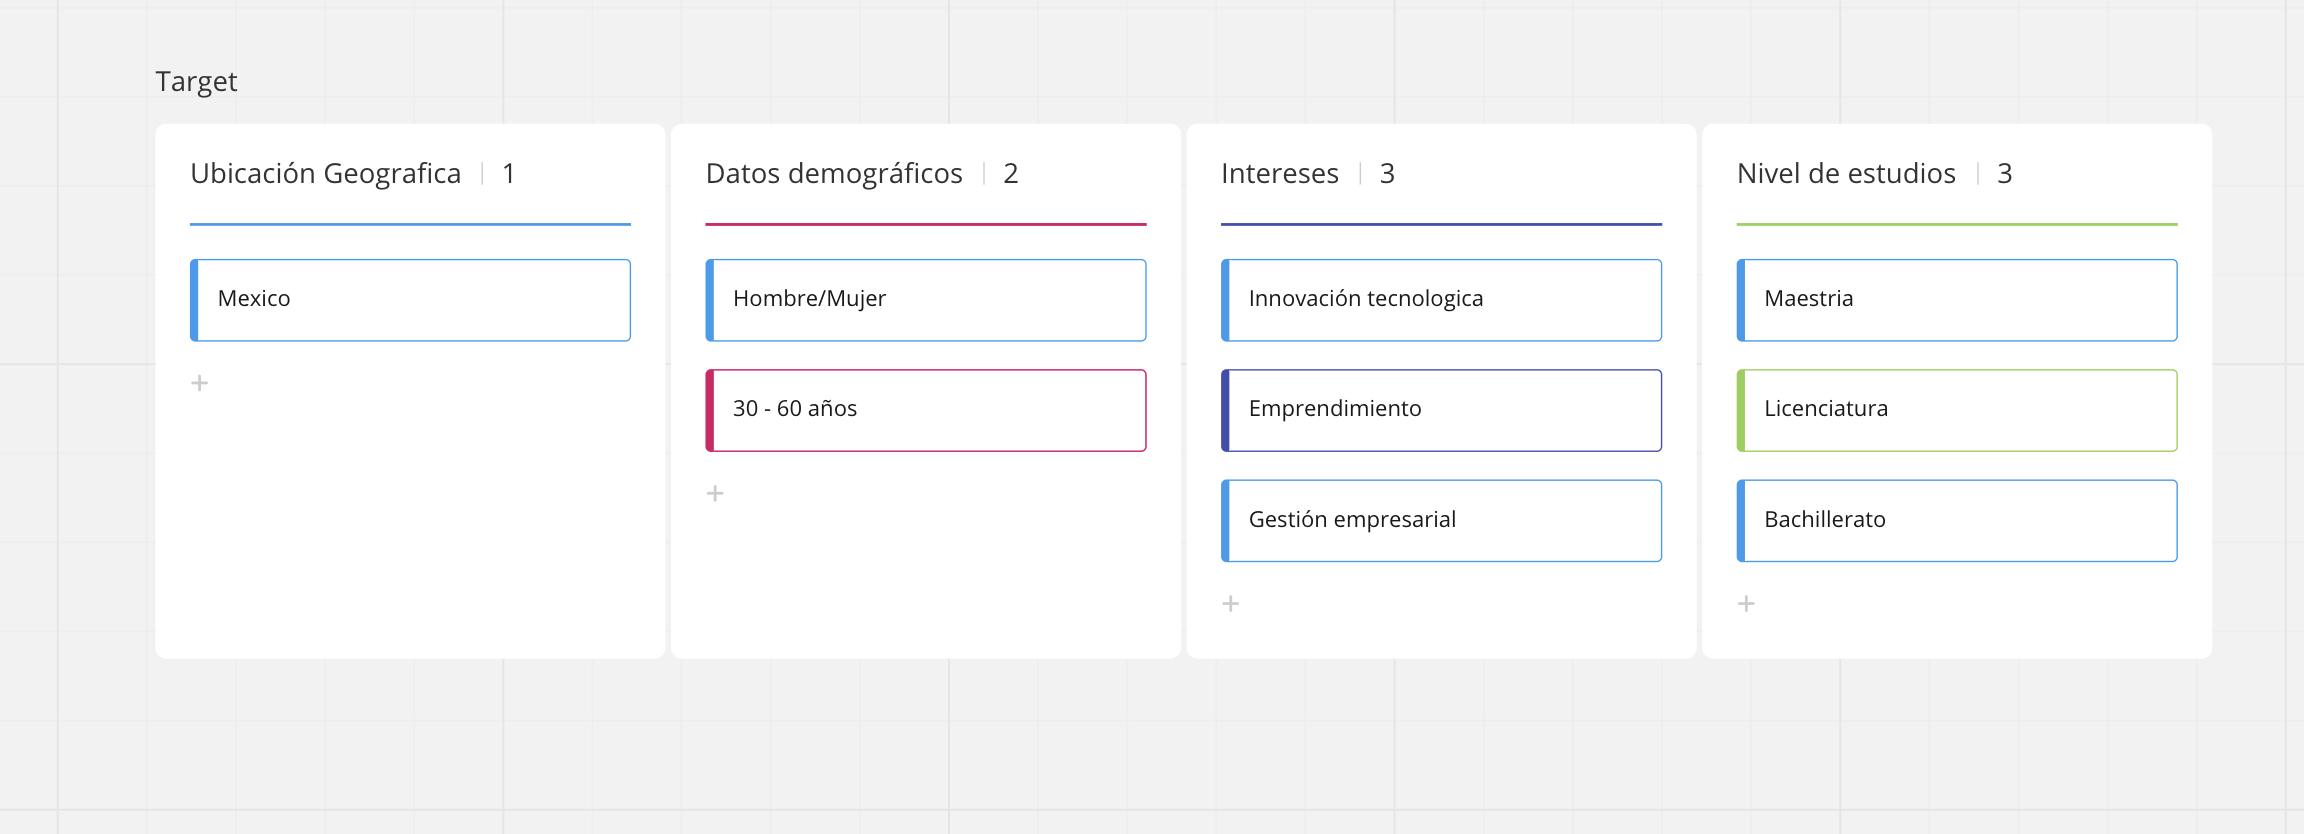 Target
Ubicación Geografica | 1
Mexico
+
Datos demográficos | 2
Hombre/Mujer
30 - 60 años
+
Intereses | 3
Innovación tecnologica
Emprendimiento
Gestión empresarial
+
Nivel de estudios | 3
Maestria
Licenciatura
Bachillerato
+